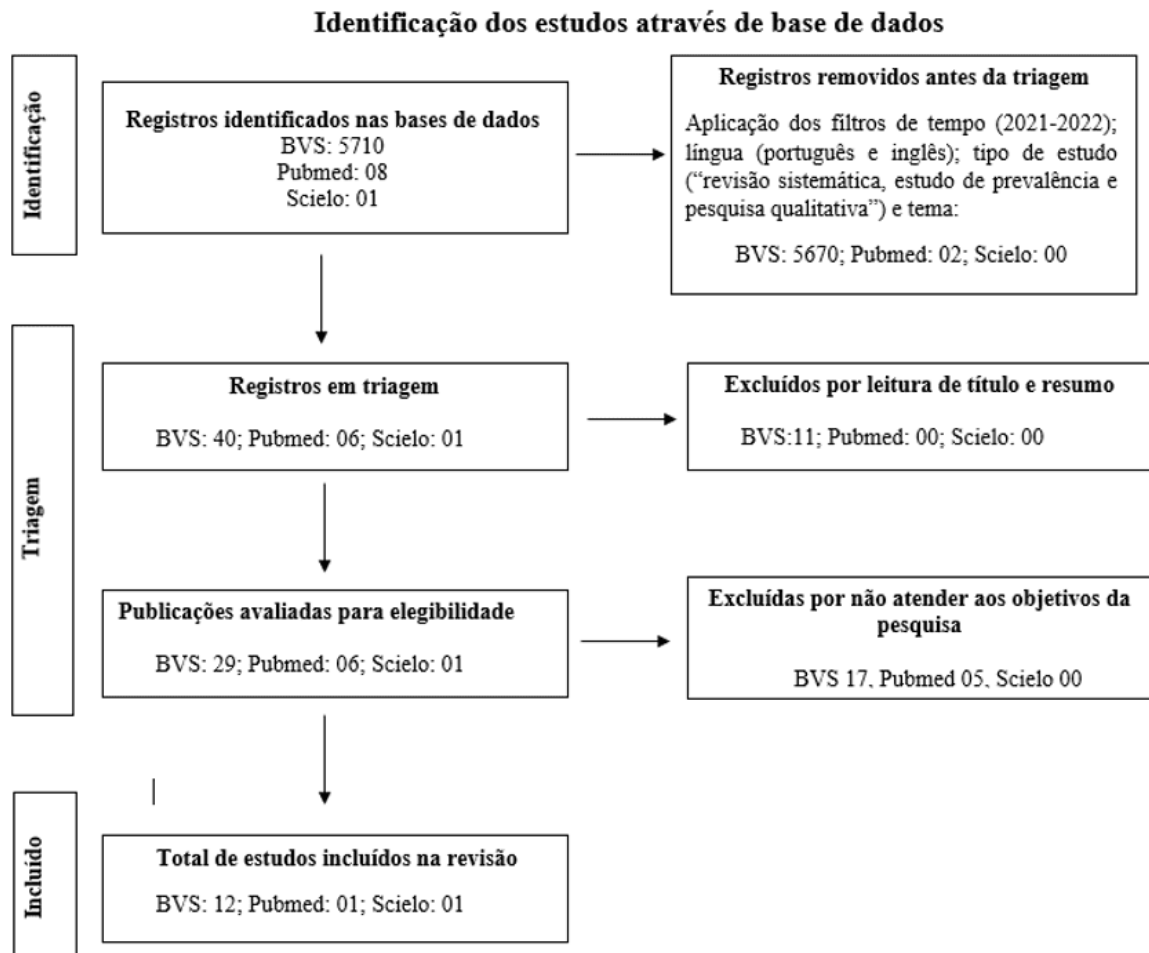 Identificação dos estudos através de base de dados
Identificação
Registros identificados nas bases de dados
BVS: 5710
Pubmed: 08
Scielo: 01
Registros removidos antes da triagem
Aplicação dos filtros de tempo (2021-2022);
língua (português e inglês); tipo de estudo
(“revisão sistemática, estudo de prevalência e
pesquisa qualitativa”) e tema:
BVS: 5670; Pubmed: 02; Scielo: 00
Triagem
Registros em triagem
BVS: 40; Pubmed: 06; Scielo: 01
Excluídos por leitura de título e resumo
BVS:11; Pubmed: 00; Scielo: 00
Publicações avaliadas para elegibilidade
BVS: 29; Pubmed: 06; Scielo: 01
Excluídas por não atender aos objetivos da
pesquisa
BVS 17, Pubmed 05, Scielo 00
Incluído
Total de estudos incluídos na revisão
BVS: 12; Pubmed: 01; Scielo: 01